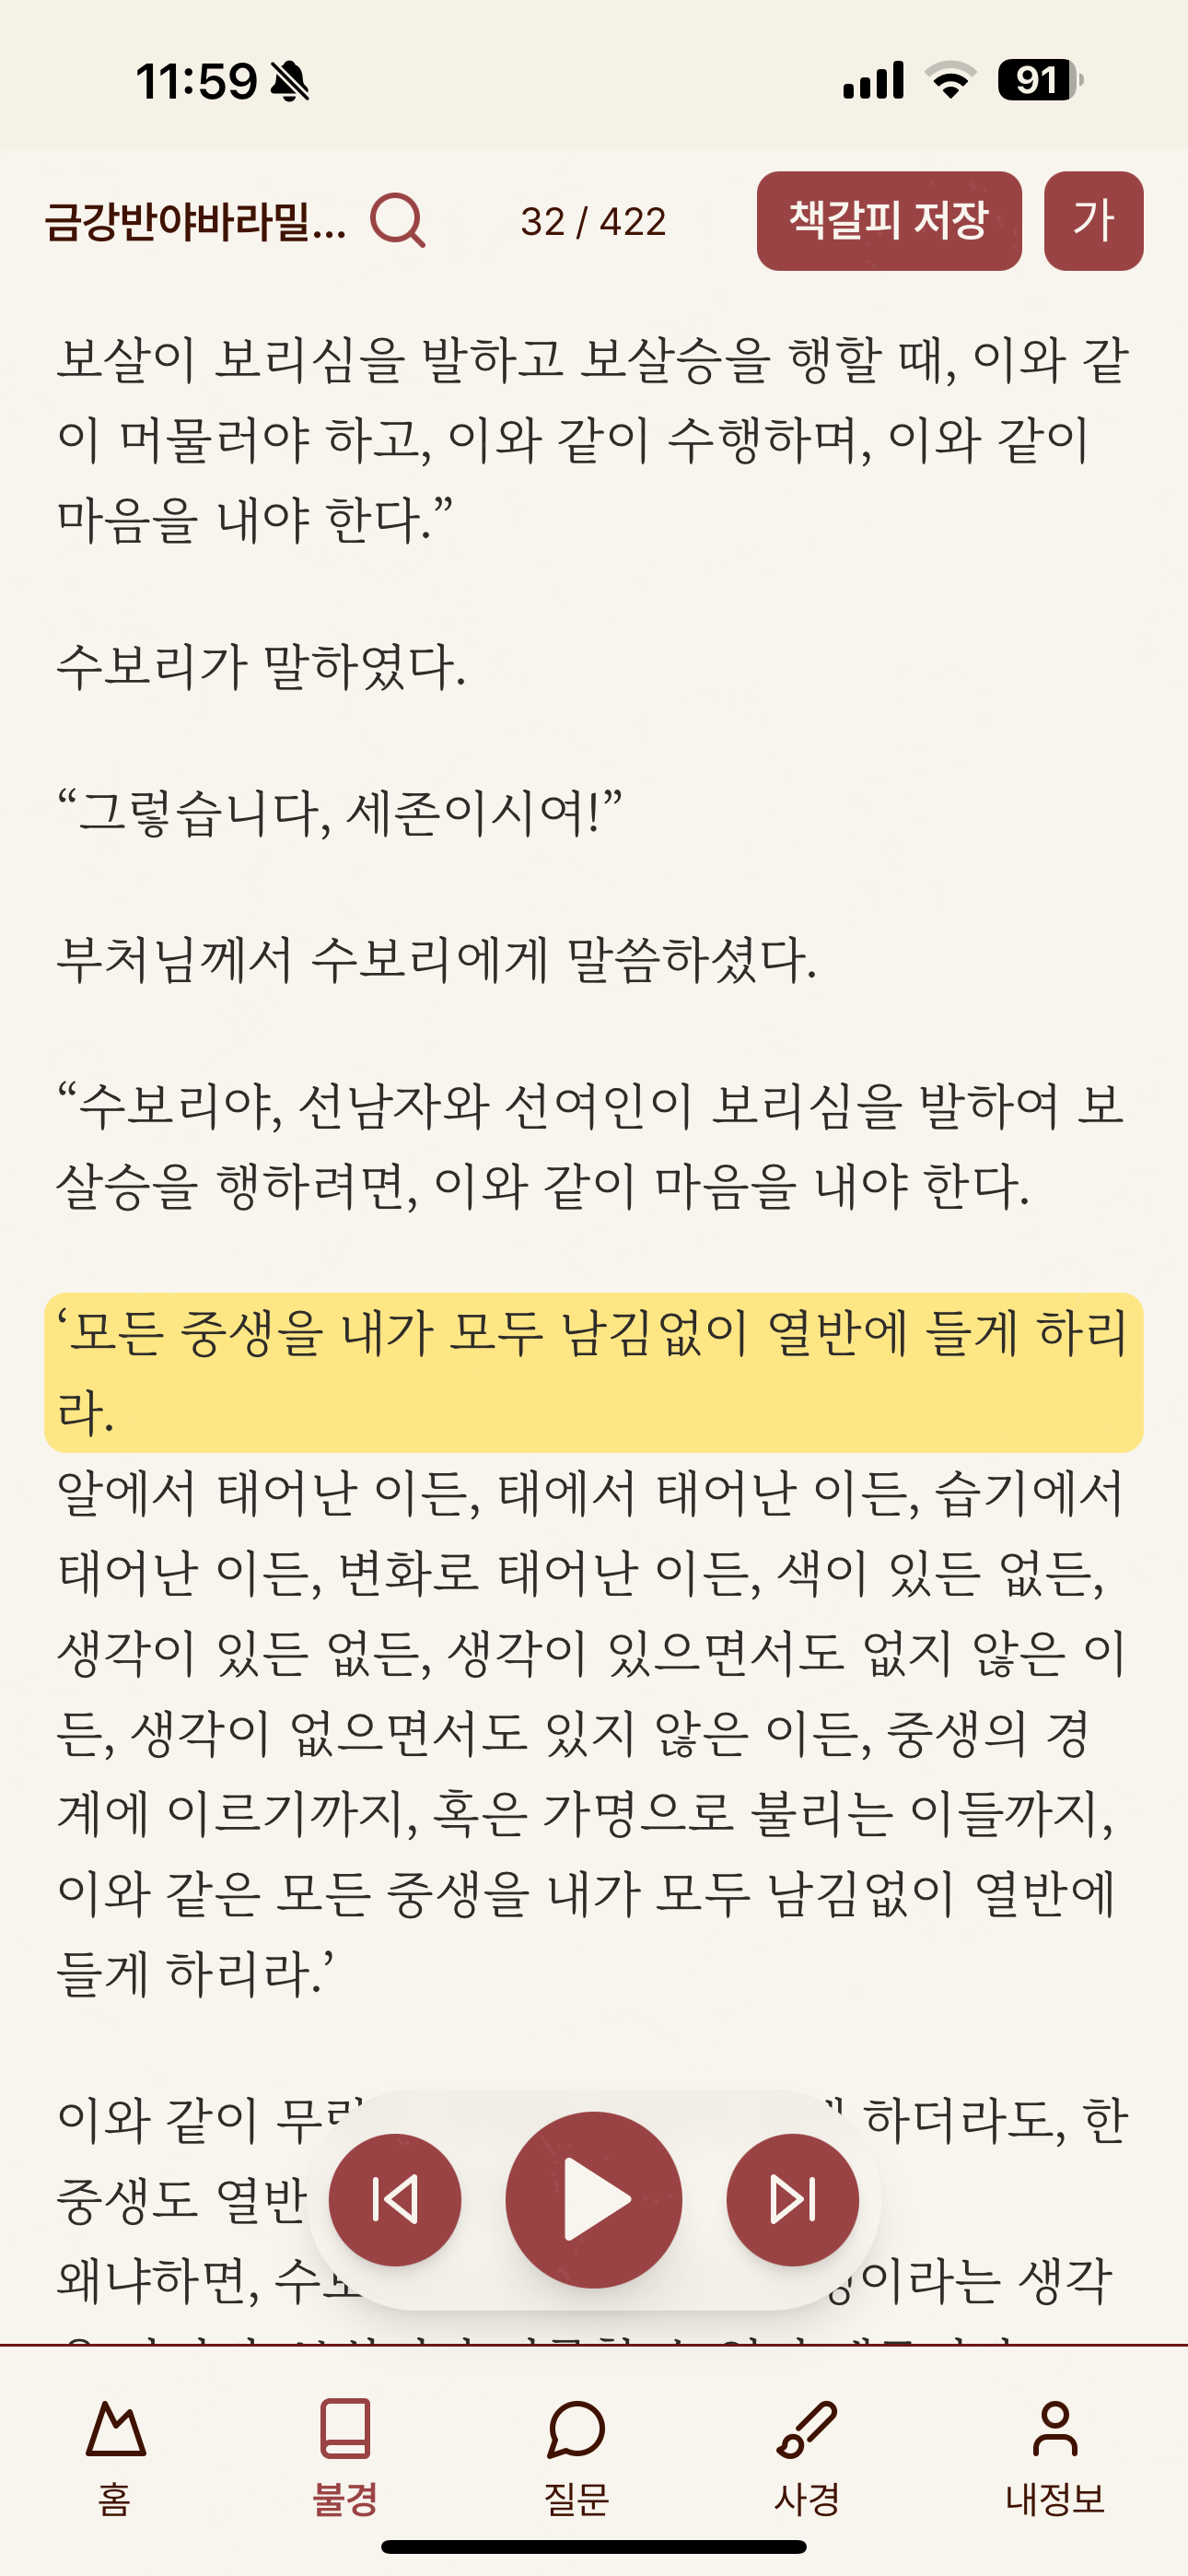 11:59
91
금강반야바라밀...
32 / 422
책갈피 저장
가
보살이 보리심을 발하고 보살승을 행할 때, 이와 같
이 머물러야 하고, 이와 같이 수행하며, 이와 같이
마음을 내야 한다.”
수보리가 말하였다.
“그렇습니다, 세존이시여!”
부처님께서 수보리에게 말씀하셨다.
“수보리야, 선남자와 선여인이 보리심을 발하여 보
살승을 행하려면, 이와 같이 마음을 내야 한다.
‘모든 중생을 내가 모두 남김없이 열반에 들게 하리
라.
알에서 태어난 이든, 태에서 태어난 이든, 습기에서
태어난 이든, 변화로 태어난 이든, 색이 있든 없든,
생각이 있든 없든, 생각이 있으면서도 없지 않은 이
든, 생각이 없으면서도 있지 않은 이든, 중생의 경
계에 이르기까지, 혹은 가명으로 불리는 이들까지,
이와 같은 모든 중생을 내가 모두 남김없이 열반에
들게 하리라.’
이와 같이 하더라도, 한
중생도 열반
왜냐하면, 생각
홈
불경
질문
사경
내정보